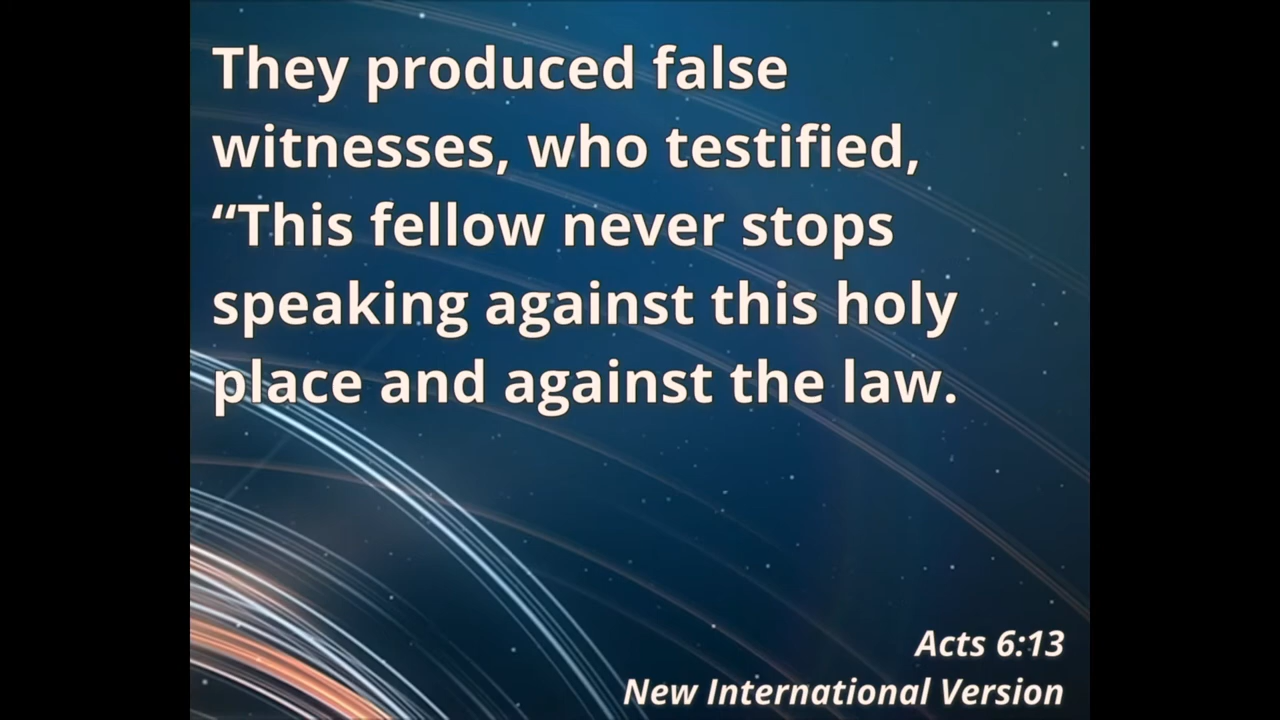 They produced false
witnesses, who testified,
“This fellow never stops
speaking against this holy
place and against the law.
Acts 6:13
New International Version